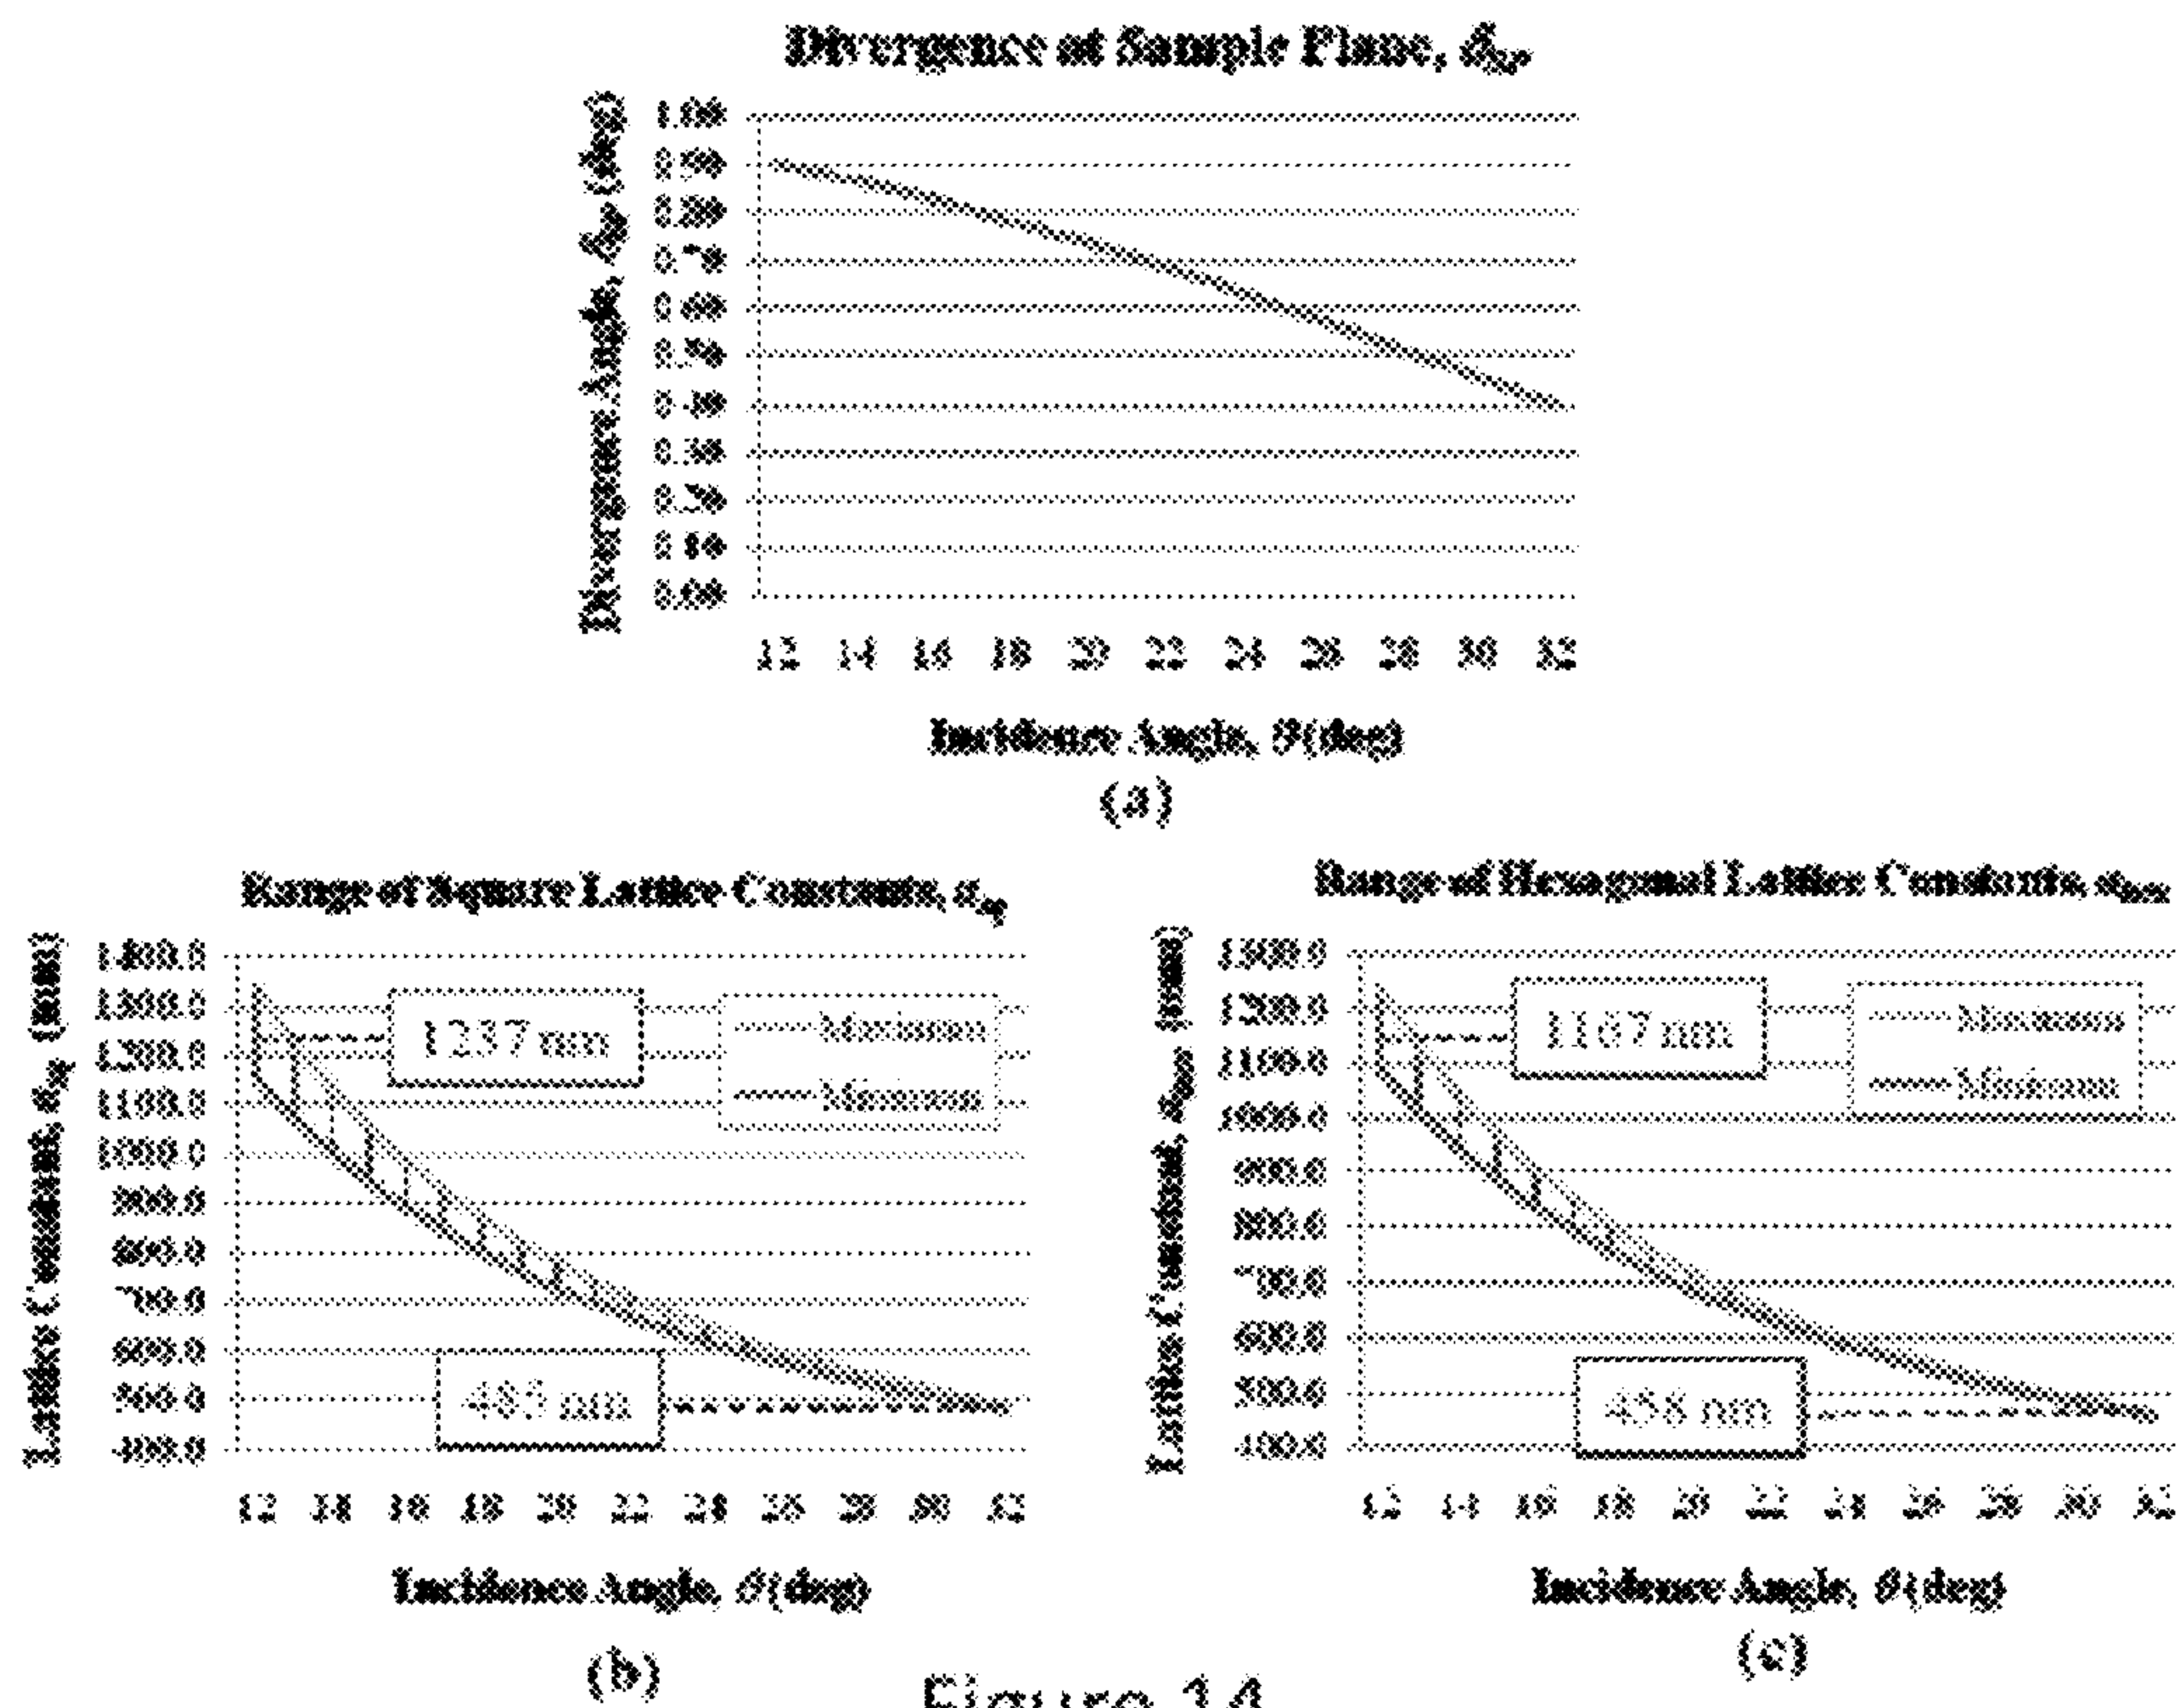 Divergence at Sample Plane, δsp
Divergence Angle, δsp (deg)
1.00
0.90
0.80
0.70
0.60
0.50
0.40
0.30
0.20
0.10
0.00
12 14 16 18 20 22 24 26 28 30 32
Incidence Angle, θ (deg)
(a)
Range of Square Lattice Constants, asq
Lattice Constant, asq (nm)
1400.0
1300.0
1200.0
1100.0
1000.0
900.0
800.0
700.0
600.0
500.0
400.0
1237 nm
Maximum
Minimum
483 nm
12 14 16 18 20 22 24 26 28 30 32
Incidence Angle, θ (deg)
(b)
Range of Hexagonal Lattice Constants, ahex
Lattice Constant, ahex (nm)
1300.0
1200.0
1100.0
1000.0
900.0
800.0
700.0
600.0
500.0
400.0
1167 nm
Maximum
Minimum
458 nm
12 14 16 18 20 22 24 26 28 30 32
Incidence Angle, θ (deg)
(c)
Figure 14